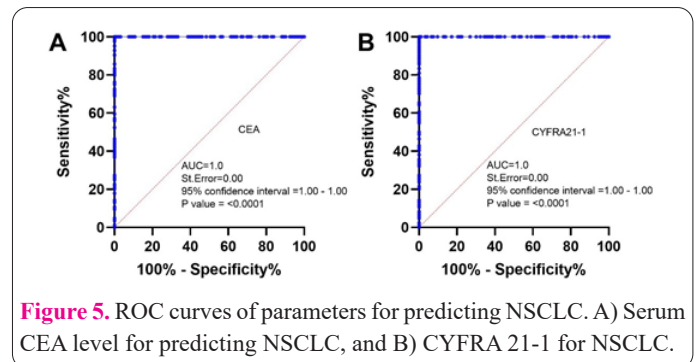 A
Sensitivity%
100
80
60
40
20
0
CEA
AUC=1.0
St.Error=0.00
95% confidence interval =1.00 - 1.00
P value = <0.0001
0 20 40 60 80 100
100% - Specificity%
B
Sensitivity%
100
80
60
40
20
0
CYFRA21-1
AUC=1.0
St.Error=0.00
95% confidence interval =1.00 - 1.00
P value = <0.0001
0 20 40 60 80 100
100% - Specificity%
Figure 5. ROC curves of parameters for predicting NSCLC. A) Serum
CEA level for predicting NSCLC, and B) CYFRA 21-1 for NSCLC.